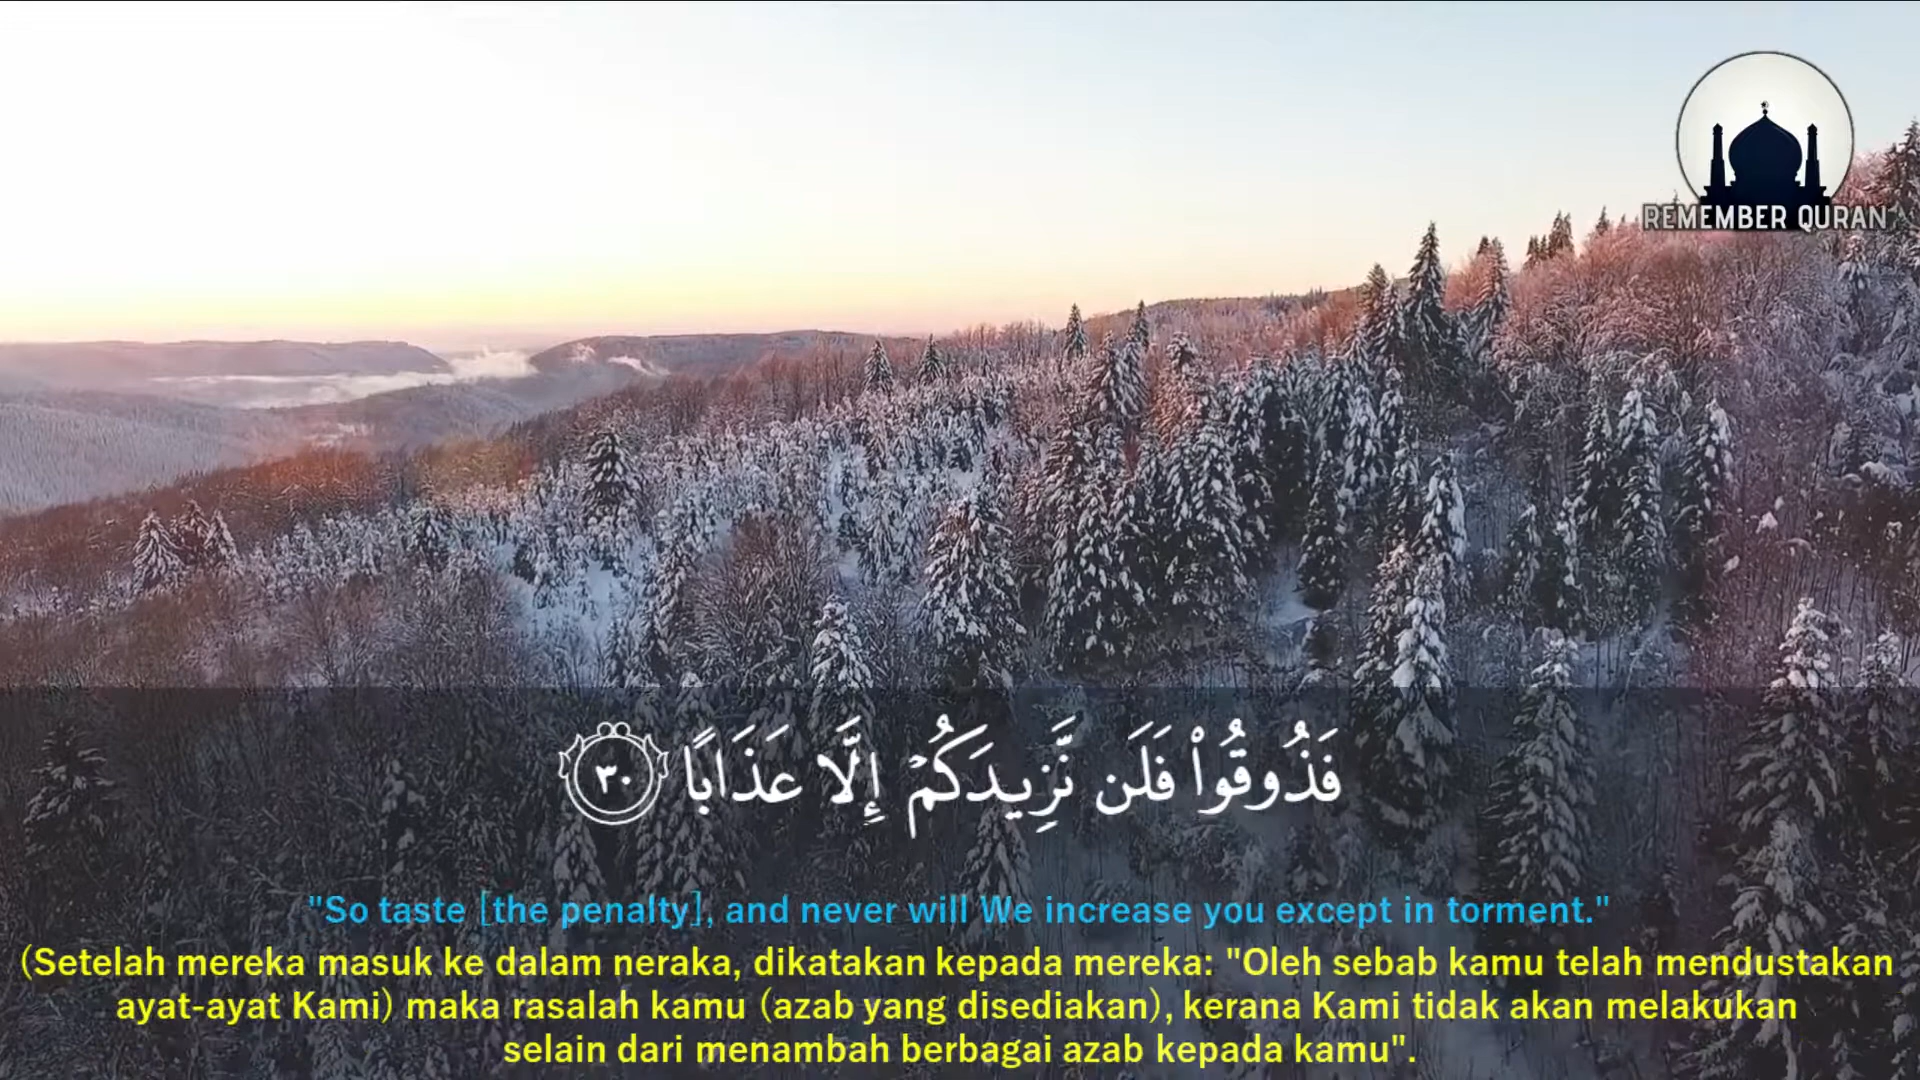 REMEMBER QURAN
فَذُوقُوا۟ فَلَن نَّزِيدَكُمْ إِلَّا عَذَابًا ٣٠
"So taste [the penalty], and never will We increase you except in torment."
(Setelah mereka masuk ke dalam neraka, dikatakan kepada mereka: "Oleh sebab kamu telah mendustakan
ayat-ayat Kami) maka rasalah kamu (azab yang disediakan), kerana Kami tidak akan melakukan
selain dari menambah berbagai azab kepada kamu".